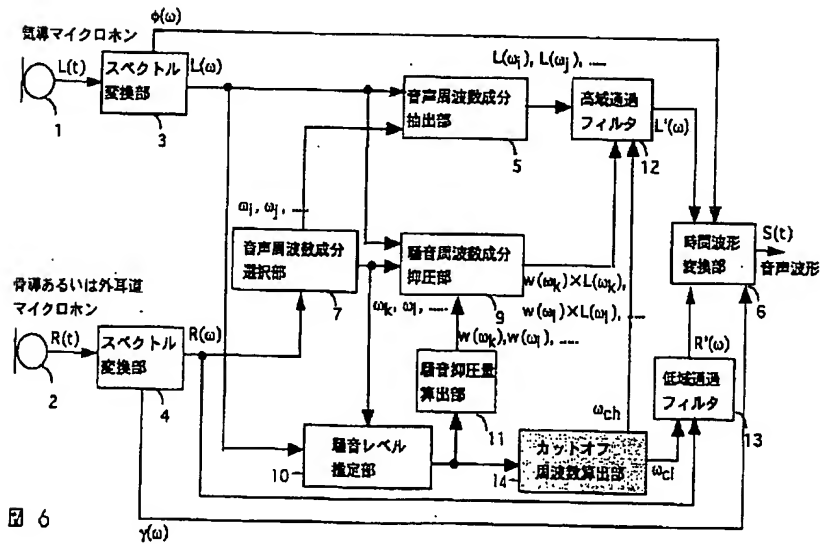 φ(ω)
気導マイクロホン
L(t)
1
スペクトル
変換部
3
L(ω)
L(ωi), L(ωj), ....
音声周波数成分
抽出部
5
高域通過
フィルタ
12
L'(ω)
ωi, ωj, ....
音声周波数成分
選択部
7
騒音周波数成分
抑圧部
9
w(ωk)×L(ωk),
w(ωl)×L(ωl), ....
時間波形
変換部
6
S(t)
音声波形
骨導あるいは外耳道
マイクロホン
R(t)
2
スペクトル
変換部
4
R(ω)
ωk, ωl, ....
w(ωk), w(ωl), ....
騒音抑圧量
算出部
11
R'(ω)
低域通過
フィルタ
13
ωch
騒音レベル
推定部
10
カットオフ
周波数算出部
14
ωcl
図 6
γ(ω)